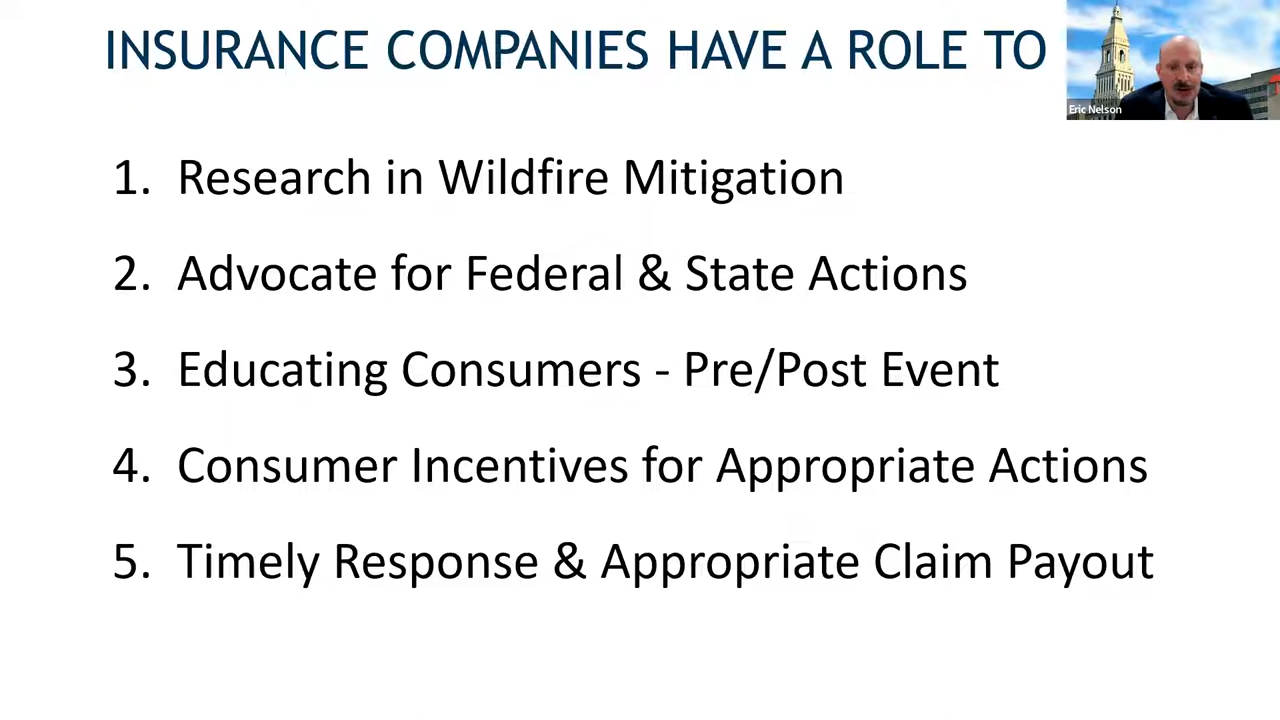 INSURANCE COMPANIES HAVE A ROLE TO
Eric Nelson
1. Research in Wildfire Mitigation
2. Advocate for Federal & State Actions
3. Educating Consumers - Pre/Post Event
4. Consumer Incentives for Appropriate Actions
5. Timely Response & Appropriate Claim Payout